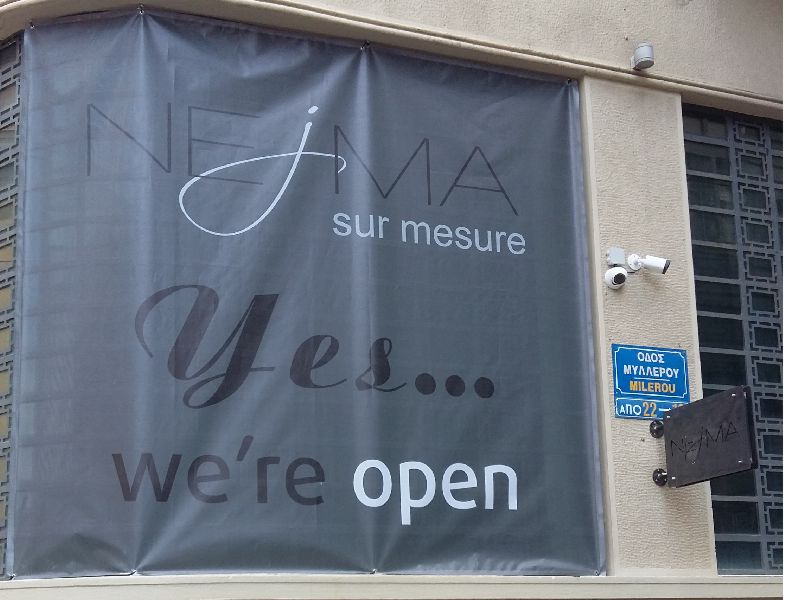 NEjMA
sur mesure
Yes...
we're open
ΟΔΟΣ
ΜΥΛΛΕΡΟΥ
MILEROU
ΑΠΟ 22 —
NEjMA